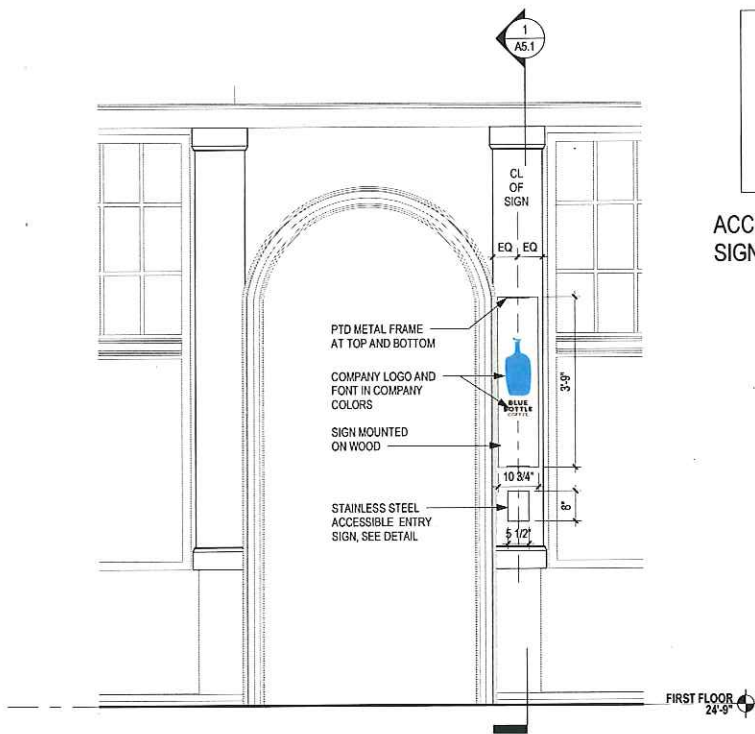 1
A5.1
CL
OF
SIGN
EQ EQ
ACC
SIGN
PTD METAL FRAME
AT TOP AND BOTTOM
COMPANY LOGO AND
FONT IN COMPANY
COLORS
BLUE
BOTTLE
COFFEE
3'-9"
SIGN MOUNTED
ON WOOD
10 3/4"
STAINLESS STEEL
ACCESSIBLE ENTRY
SIGN, SEE DETAIL
8"
5 1/2"
FIRST FLOOR
24'-9"